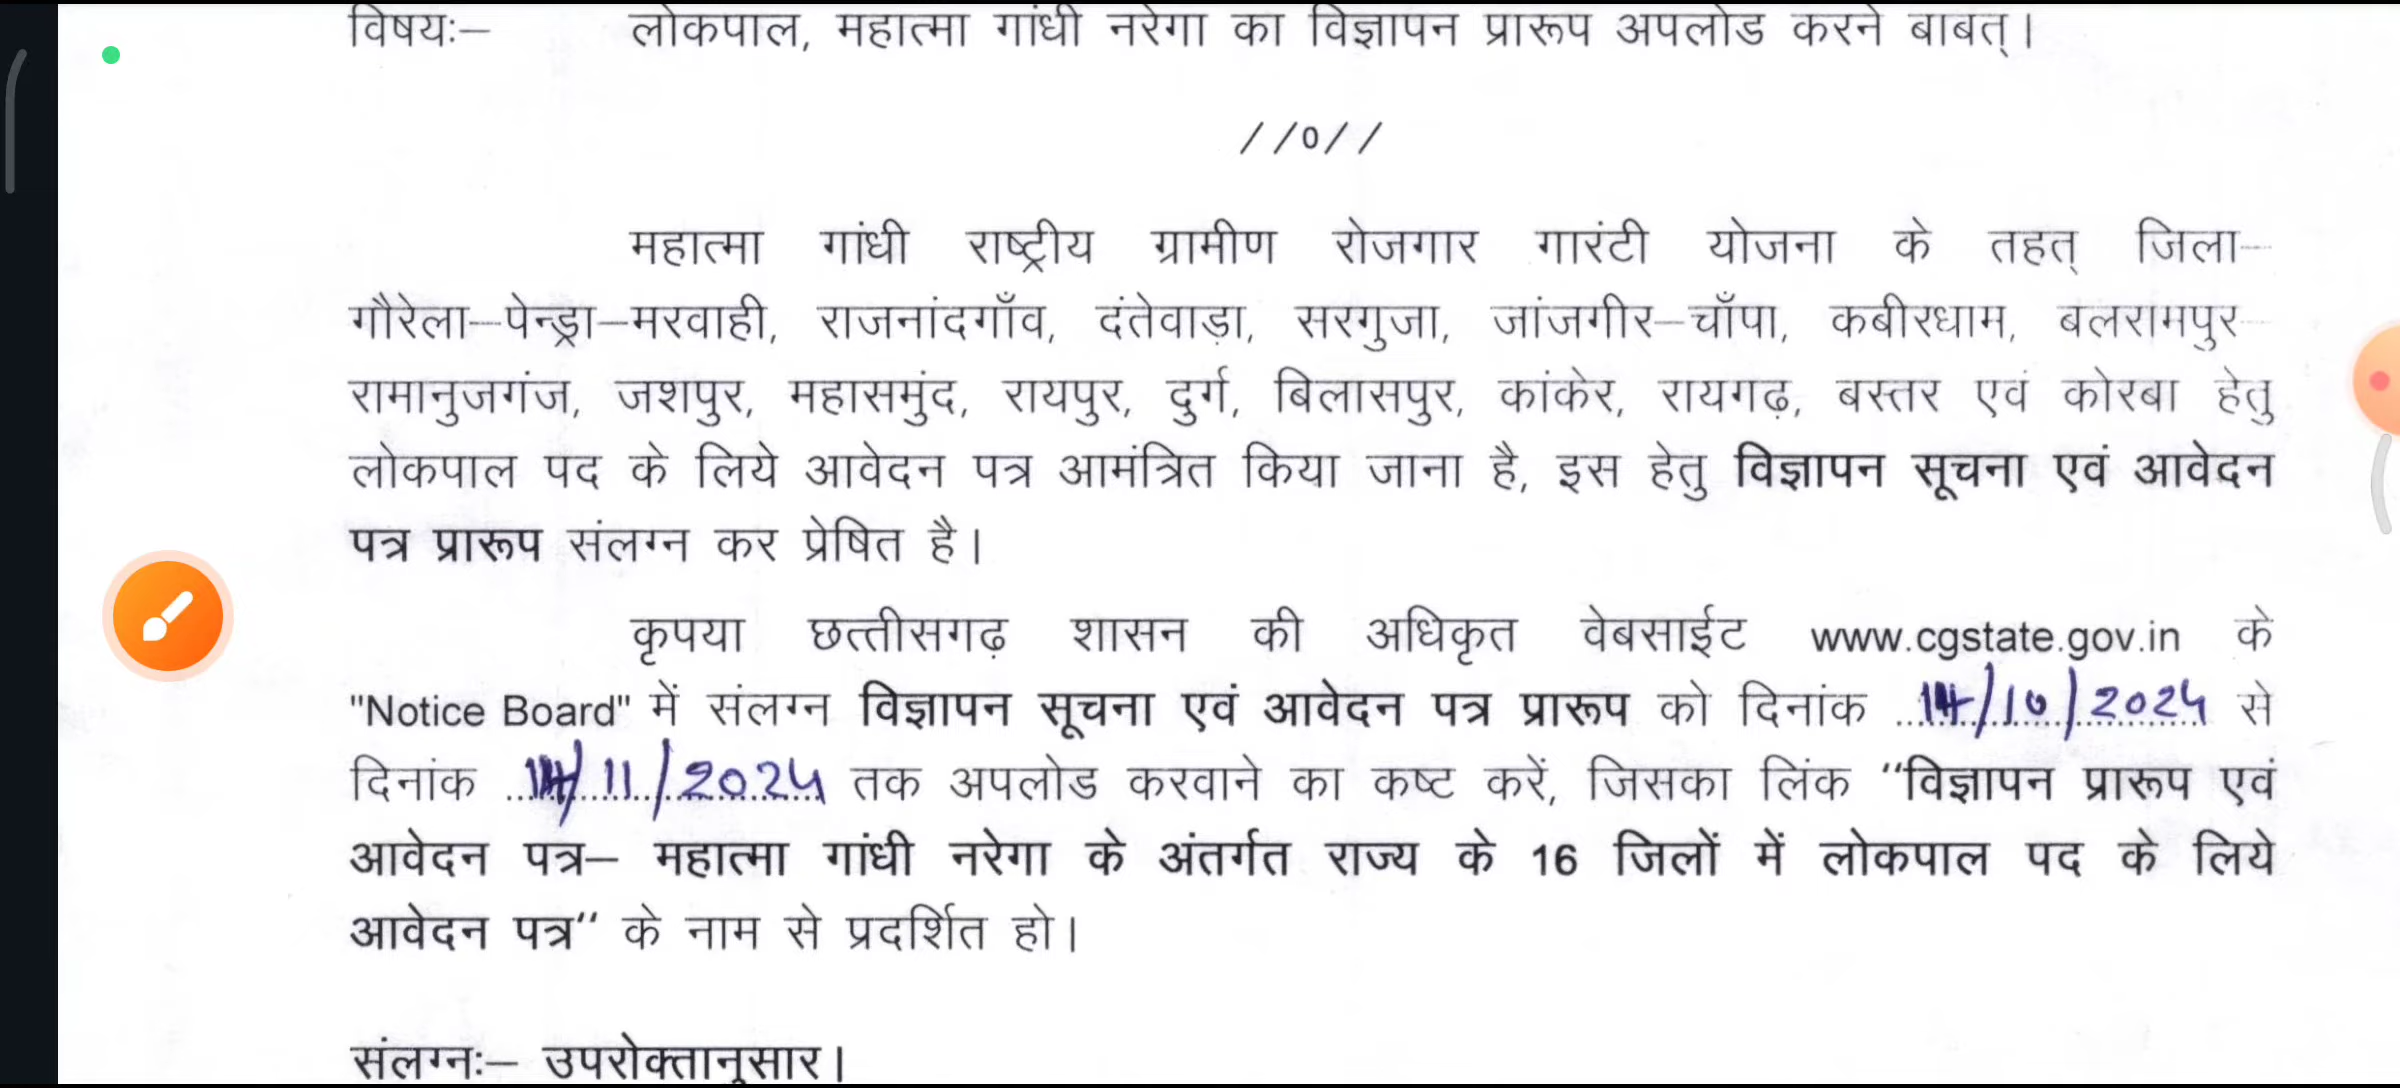 विषयः– लोकपाल, महात्मा गांधी नरेगा का विज्ञापन प्रारूप अपलोड करने बाबत्।
//0//
महात्मा गांधी राष्ट्रीय ग्रामीण रोजगार गारंटी योजना के तहत् जिला–
गौरेला–पेन्ड्रा–मरवाही, राजनांदगाँव, दंतेवाड़ा, सरगुजा, जांजगीर–चाँपा, कबीरधाम, बलरामपुर–
रामानुजगंज, जशपुर, महासमुंद, रायपुर, दुर्ग, बिलासपुर, कांकेर, रायगढ़, बस्तर एवं कोरबा हेतु
लोकपाल पद के लिये आवेदन पत्र आमंत्रित किया जाना है, इस हेतु विज्ञापन सूचना एवं आवेदन
पत्र प्रारूप संलग्न कर प्रेषित है।
कृपया छत्तीसगढ़ शासन की अधिकृत वेबसाईट www.cgstate.gov.in के
"Notice Board" में संलग्न विज्ञापन सूचना एवं आवेदन पत्र प्रारूप को दिनांक 14/10/2024 से
दिनांक 14/11/2024 तक अपलोड करवाने का कष्ट करें, जिसका लिंक “विज्ञापन प्रारूप एवं
आवेदन पत्र– महात्मा गांधी नरेगा के अंतर्गत राज्य के 16 जिलों में लोकपाल पद के लिये
आवेदन पत्र“ के नाम से प्रदर्शित हो।
संलग्नः– उपरोक्तानुसार।